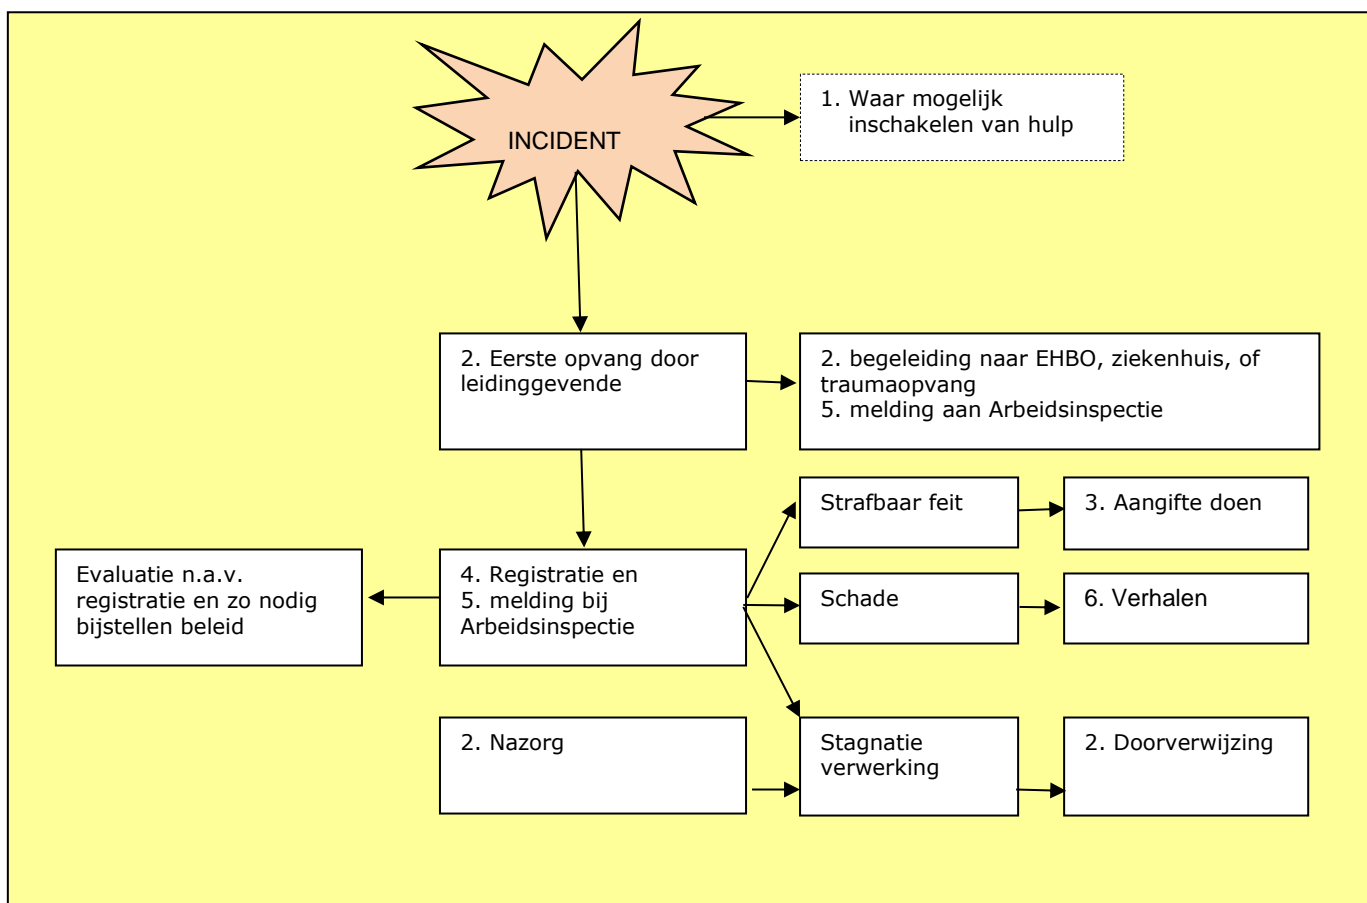 INCIDENT
1. Waar mogelijk
inschakelen van hulp
2. Eerste opvang door
leidinggevende
2. begeleiding naar EHBO, ziekenhuis, of
traumaopvang
5. melding aan Arbeidsinspectie
Strafbaar feit
3. Aangifte doen
Evaluatie n.a.v.
registratie en zo nodig
bijstellen beleid
4. Registratie en
5. melding bij
Arbeidsinspectie
Schade
6. Verhalen
2. Nazorg
Stagnatie
verwerking
2. Doorverwijzing